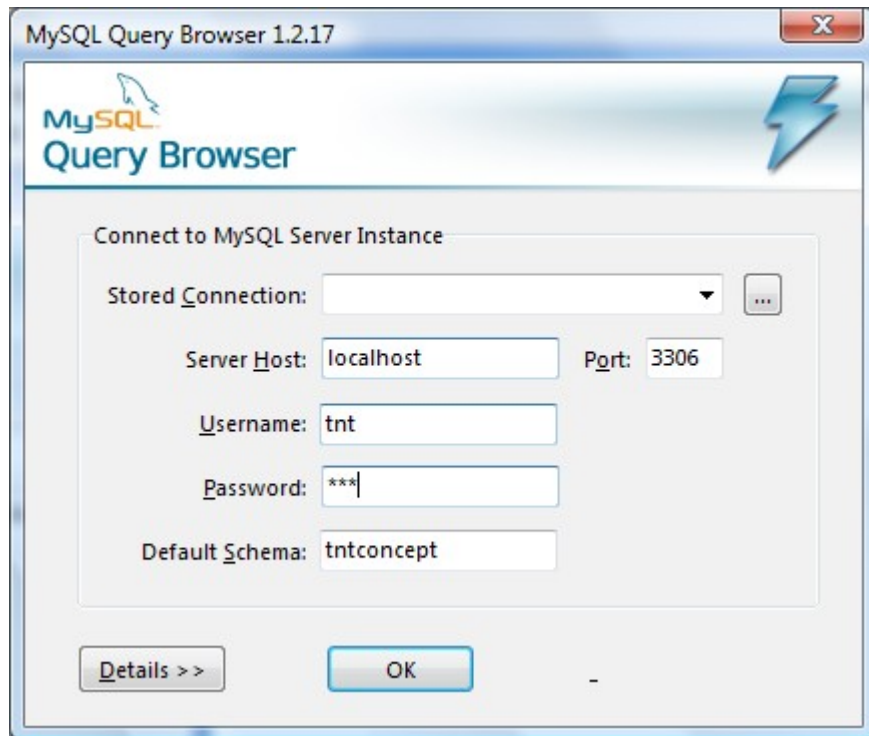 MySQL Query Browser 1.2.17
MySQL
Query Browser
Connect to MySQL Server Instance
Stored Connection:
...
Server Host: localhost Port: 3306
Username: tnt
Password: ***
Default Schema: tntconcept
Details >> OK -